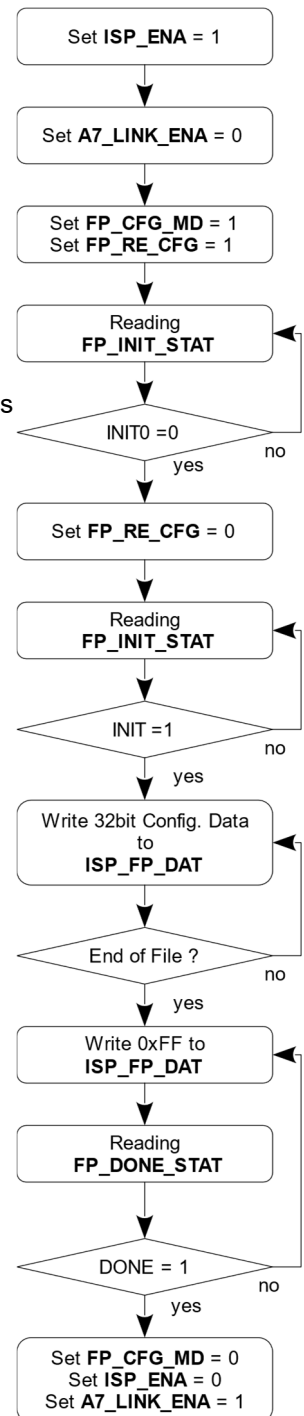 Set ISP_ENA = 1
Set A7_LINK_ENA = 0
Set FP_CFG_MD = 1
Set FP_RE_CFG = 1
Reading
FP_INIT_STAT
s
INIT0 =0
no
yes
Set FP_RE_CFG = 0
Reading
FP_INIT_STAT
INIT =1
no
yes
Write 32bit Config. Data
to
ISP_FP_DAT
End of File ?
no
yes
Write 0xFF to
ISP_FP_DAT
Reading
FP_DONE_STAT
DONE = 1
no
yes
Set FP_CFG_MD = 0
Set ISP_ENA = 0
Set A7_LINK_ENA = 1